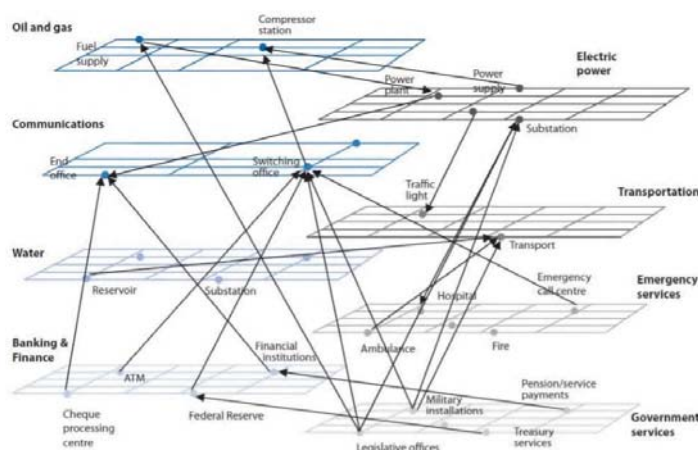 Oil and gas
Compressor
station
Fuel
supply
Electric
power
Power
plant
Power
supply
Substation
Communications
End
office
Switching
office
Traffic
light
Transportation
Transport
Water
Reservoir
Substation
Emergency
call centre
Emergency
services
Hospital
Ambulance
Fire
Banking &
Finance
Financial
institutions
ATM
Cheque
processing
centre
Federal Reserve
Pension/service
payments
Military
installations
Government
services
Treasury
services
Legislative offices